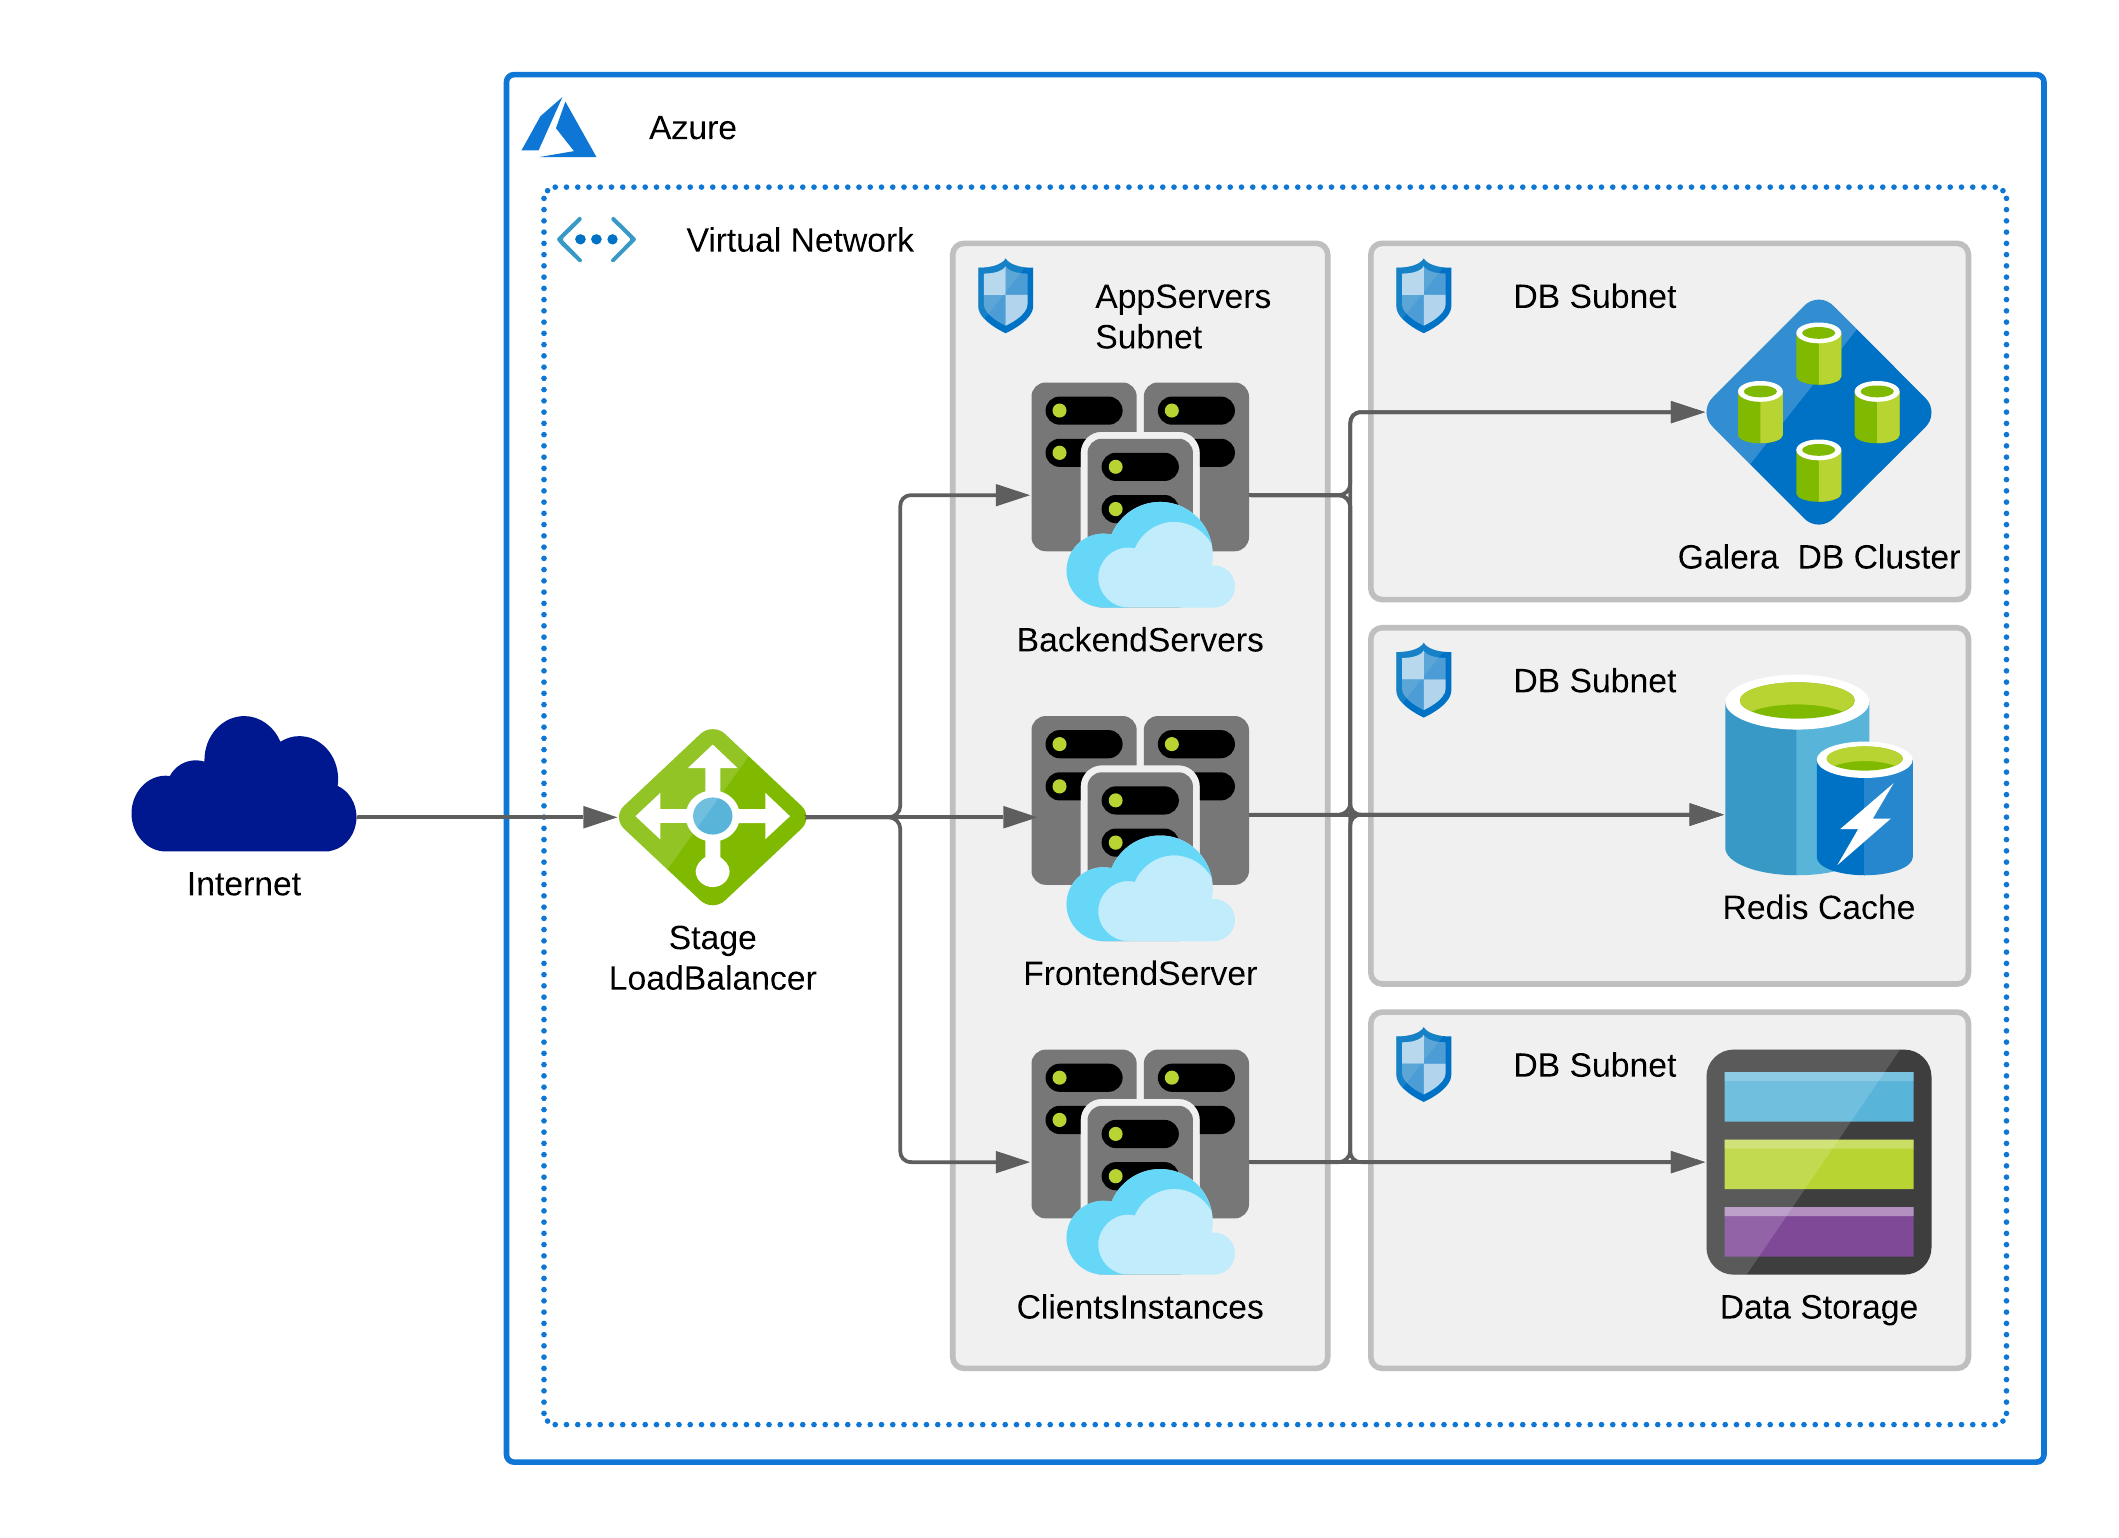 Azure
Virtual Network
AppServers
Subnet
DB Subnet
Galera  DB Cluster
BackendServers
DB Subnet
Redis Cache
Internet
Stage
LoadBalancer
FrontendServer
DB Subnet
Data Storage
ClientsInstances